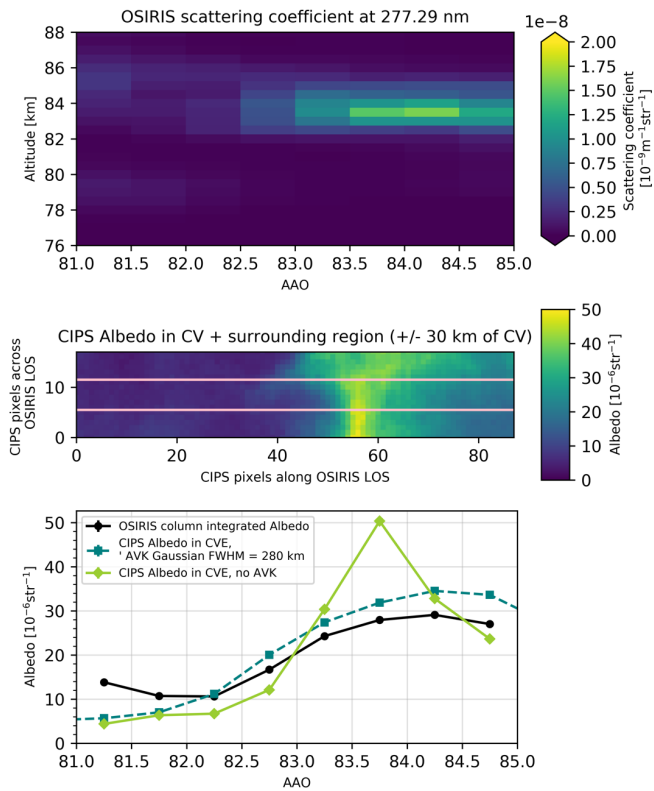 OSIRIS scattering coefficient at 277.29 nm
1e−8
88
86
84
82
80
78
76
Altitude [km]
81.0 81.5 82.0 82.5 83.0 83.5 84.0 84.5 85.0
AAO
2.00
1.75
1.50
1.25
1.00
0.75
0.50
0.25
0.00
Scattering coefficient
[10⁻⁹m⁻¹str⁻¹]
CIPS Albedo in CV + surrounding region (+/- 30 km of CV)
10
0
CIPS pixels across
OSIRIS LOS
0 20 40 60 80
CIPS pixels along OSIRIS LOS
50
40
30
20
10
0
Albedo [10⁻⁶str⁻¹]
OSIRIS column integrated Albedo
CIPS Albedo in CVE,
' AVK Gaussian FWHM = 280 km
CIPS Albedo in CVE, no AVK
50
40
30
20
10
0
Albedo [10⁻⁶str⁻¹]
81.0 81.5 82.0 82.5 83.0 83.5 84.0 84.5 85.0
AAO